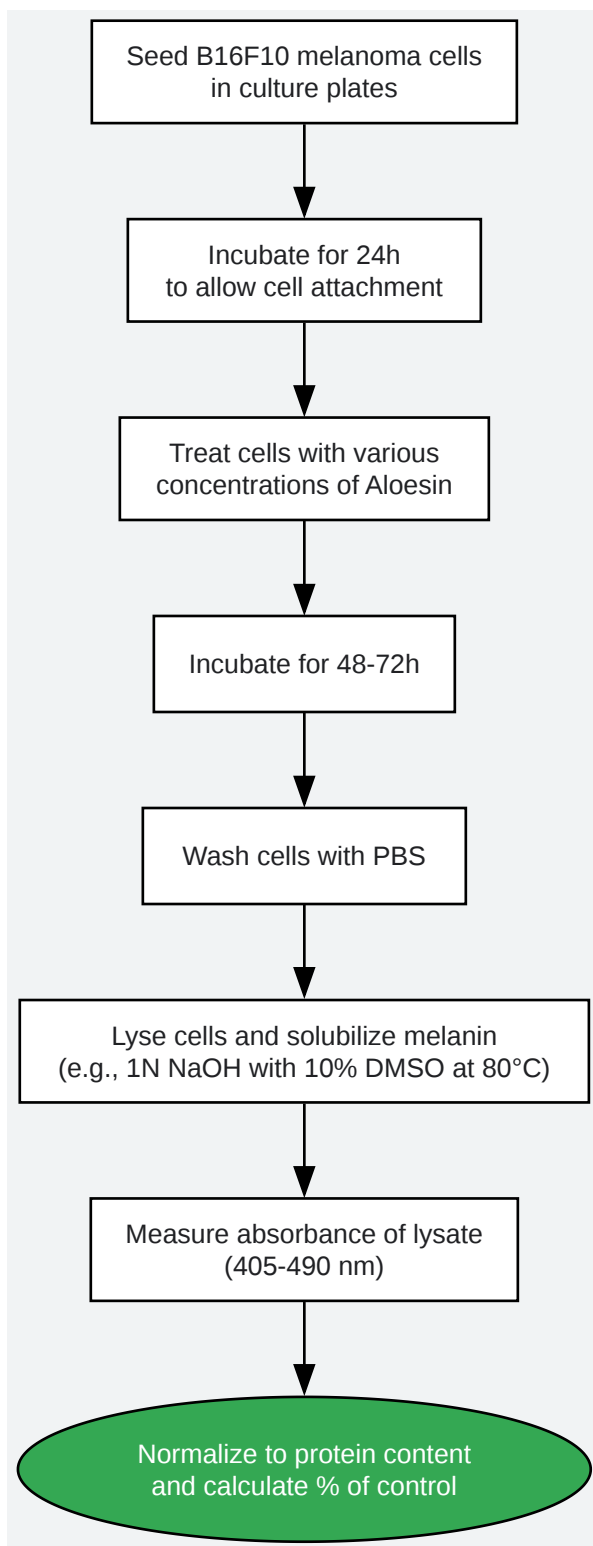 Seed B16F10 melanoma cells
in culture plates
Incubate for 24h
to allow cell attachment
Treat cells with various
concentrations of Aloesin
Incubate for 48-72h
Wash cells with PBS
Lyse cells and solubilize melanin
(e.g., 1N NaOH with 10% DMSO at 80°C)
Measure absorbance of lysate
(405-490 nm)
Normalize to protein content
and calculate % of control